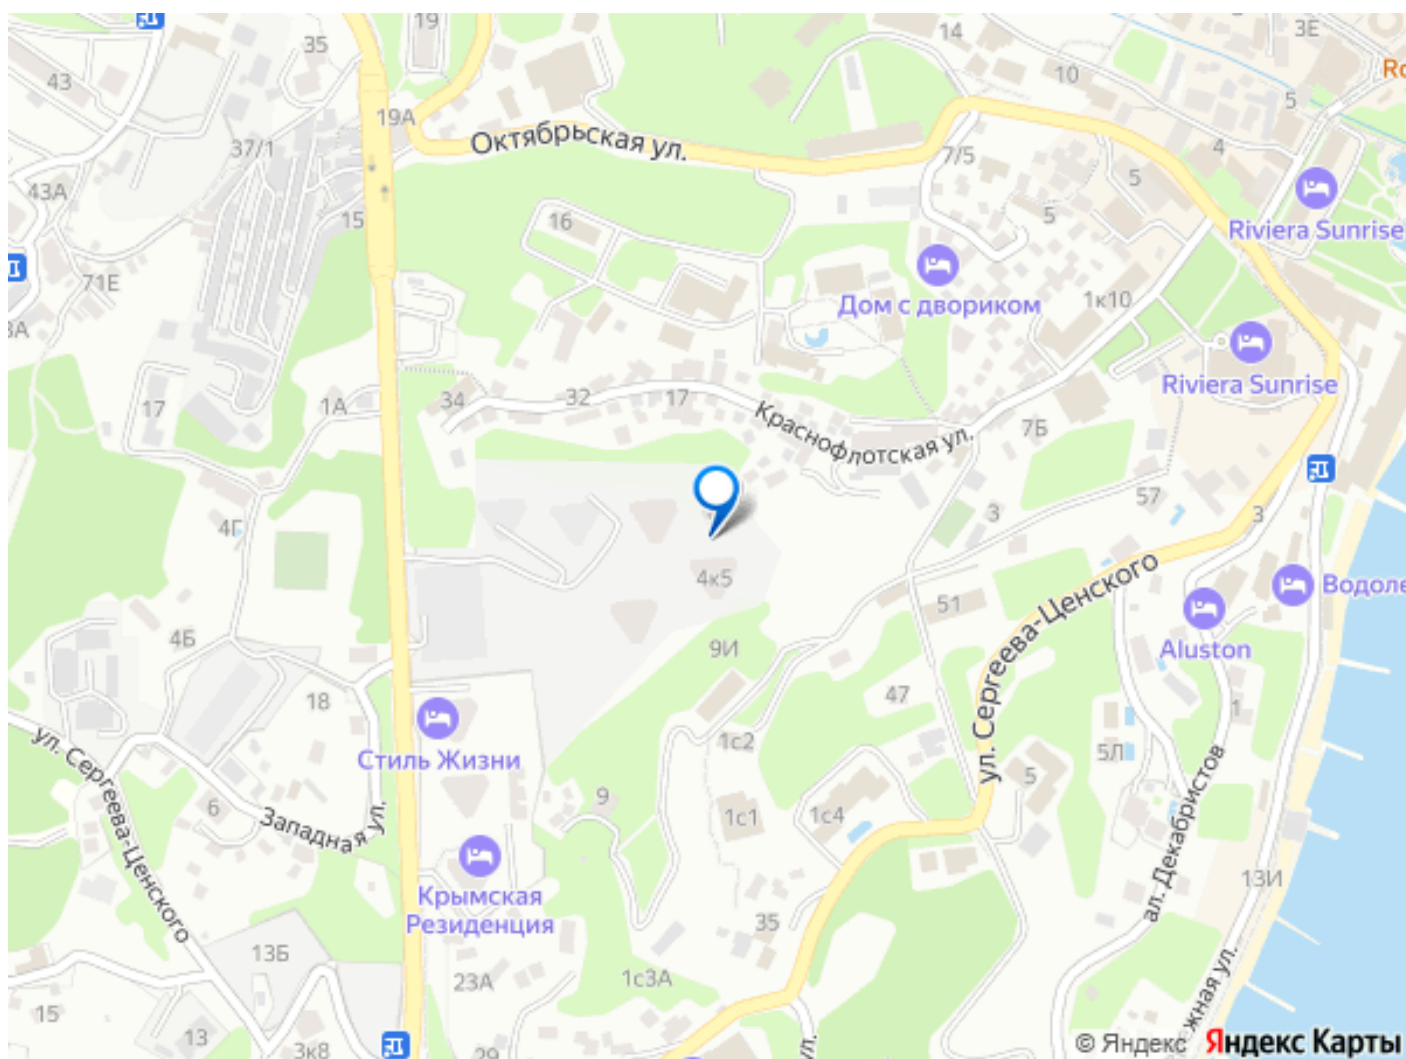 19
35
14
3Е
43
10
Ro
5
19А
Октябрьская ул.
37/1
7/5
4
43А
5
15
16
5
Riviera Sunrise
71Е
1к10
3А
Дом с двориком
Riviera Sunrise
17
1А
34
32
17
Краснофлотская ул.
7Б
57
3
3
4Г
4к5
ул. Сергеева-Ценского
Водоле
51
4Б
9И
Aluston
18
47
1
1с2
ул. Сергеева-Ценского
Стиль Жизни
5Л
5
6
Западная ул.
9
1с1
1с4
ал. Декабристов
13И
Крымская
Резиденция
35
13Б
23А
1с3А
жная ул.
15
13
3к8
29
ул.
© Яндекс Яндекс Карты